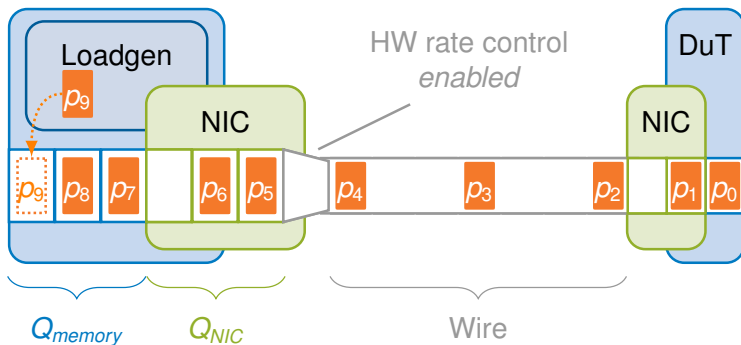 Loadgen
HW rate control
enabled
DuT
p9
NIC
NIC
p9
p8
p7
p6
p5
p4
p3
p2
p1
p0
Qmemory
QNIC
Wire